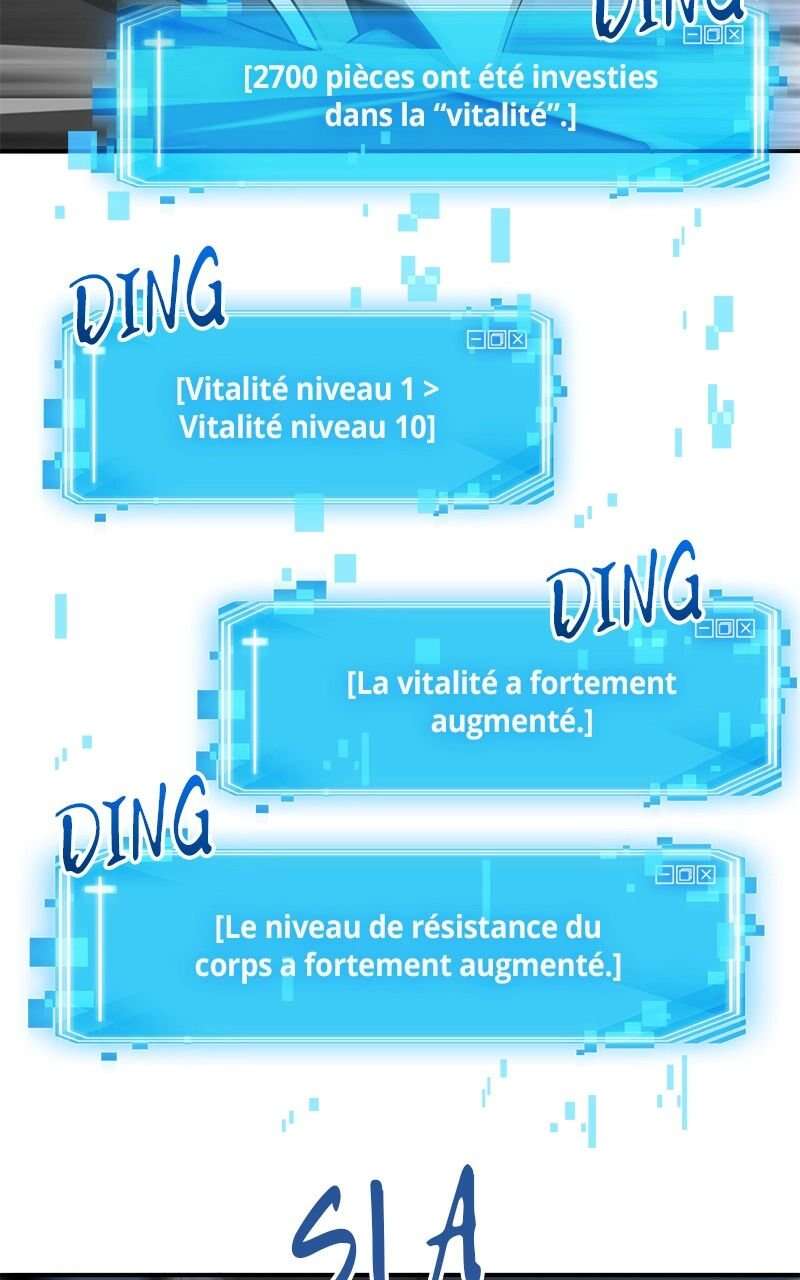 DING
[2700 pièces ont été investies
dans la “vitalité”.]
DING
[Vitalité niveau 1 >
Vitalité niveau 10]
DING
[La vitalité a fortement
augmenté.]
DING
[Le niveau de résistance du
corps a fortement augmenté.]
SLA